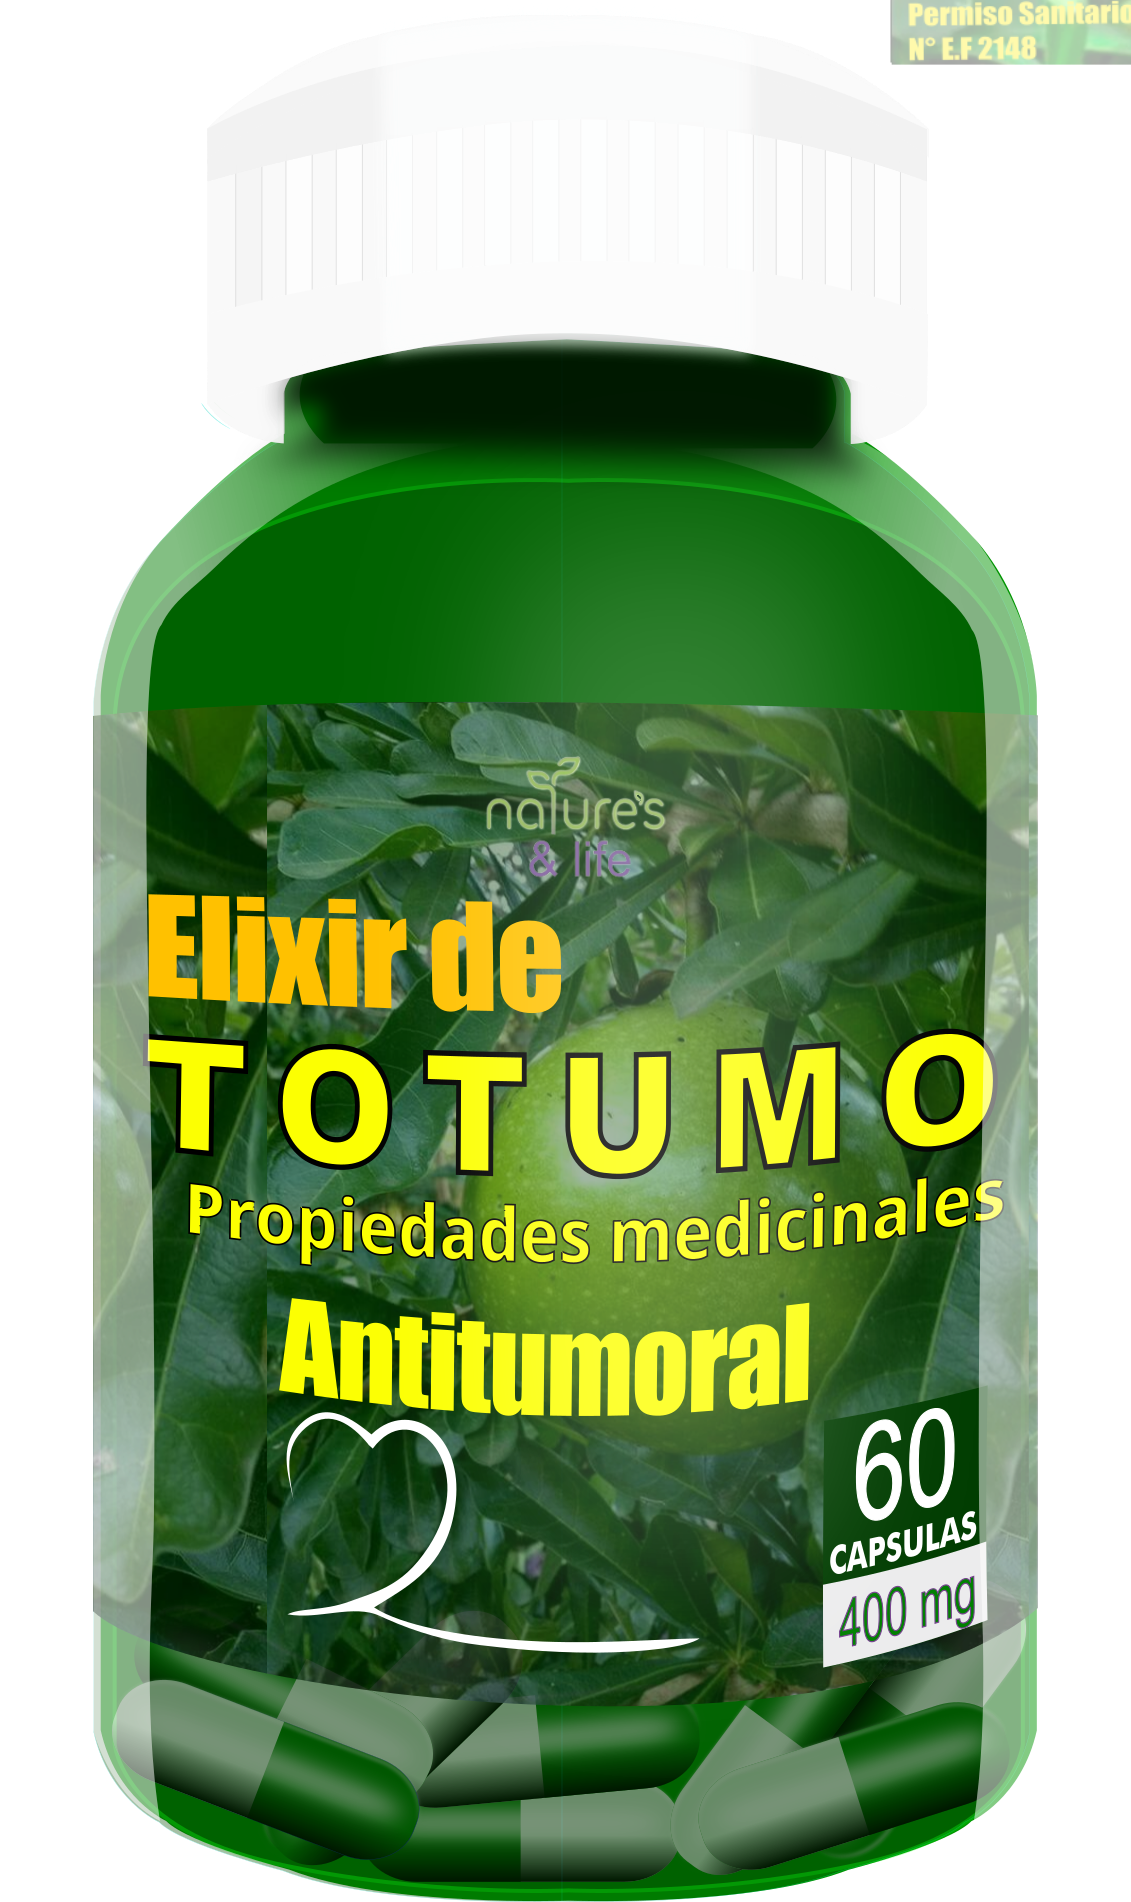 Permiso Sanitario
N° E.F 2148
nature's
& life
Elixir de
TOTUMO
Propiedades medicinales
Antitumoral
60
CAPSULAS
400 mg